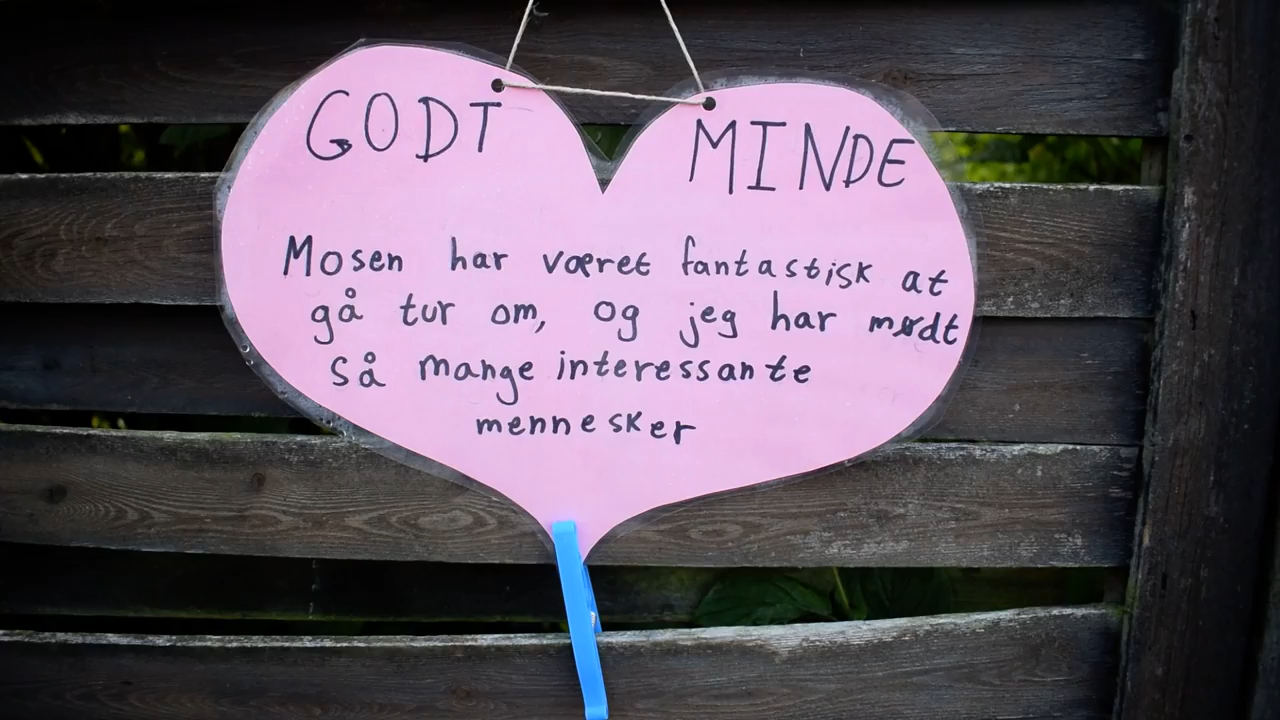 GODT MINDE
Mosen har været fantastisk at
gå tur om, og jeg har mødt
så mange interessante
mennesker